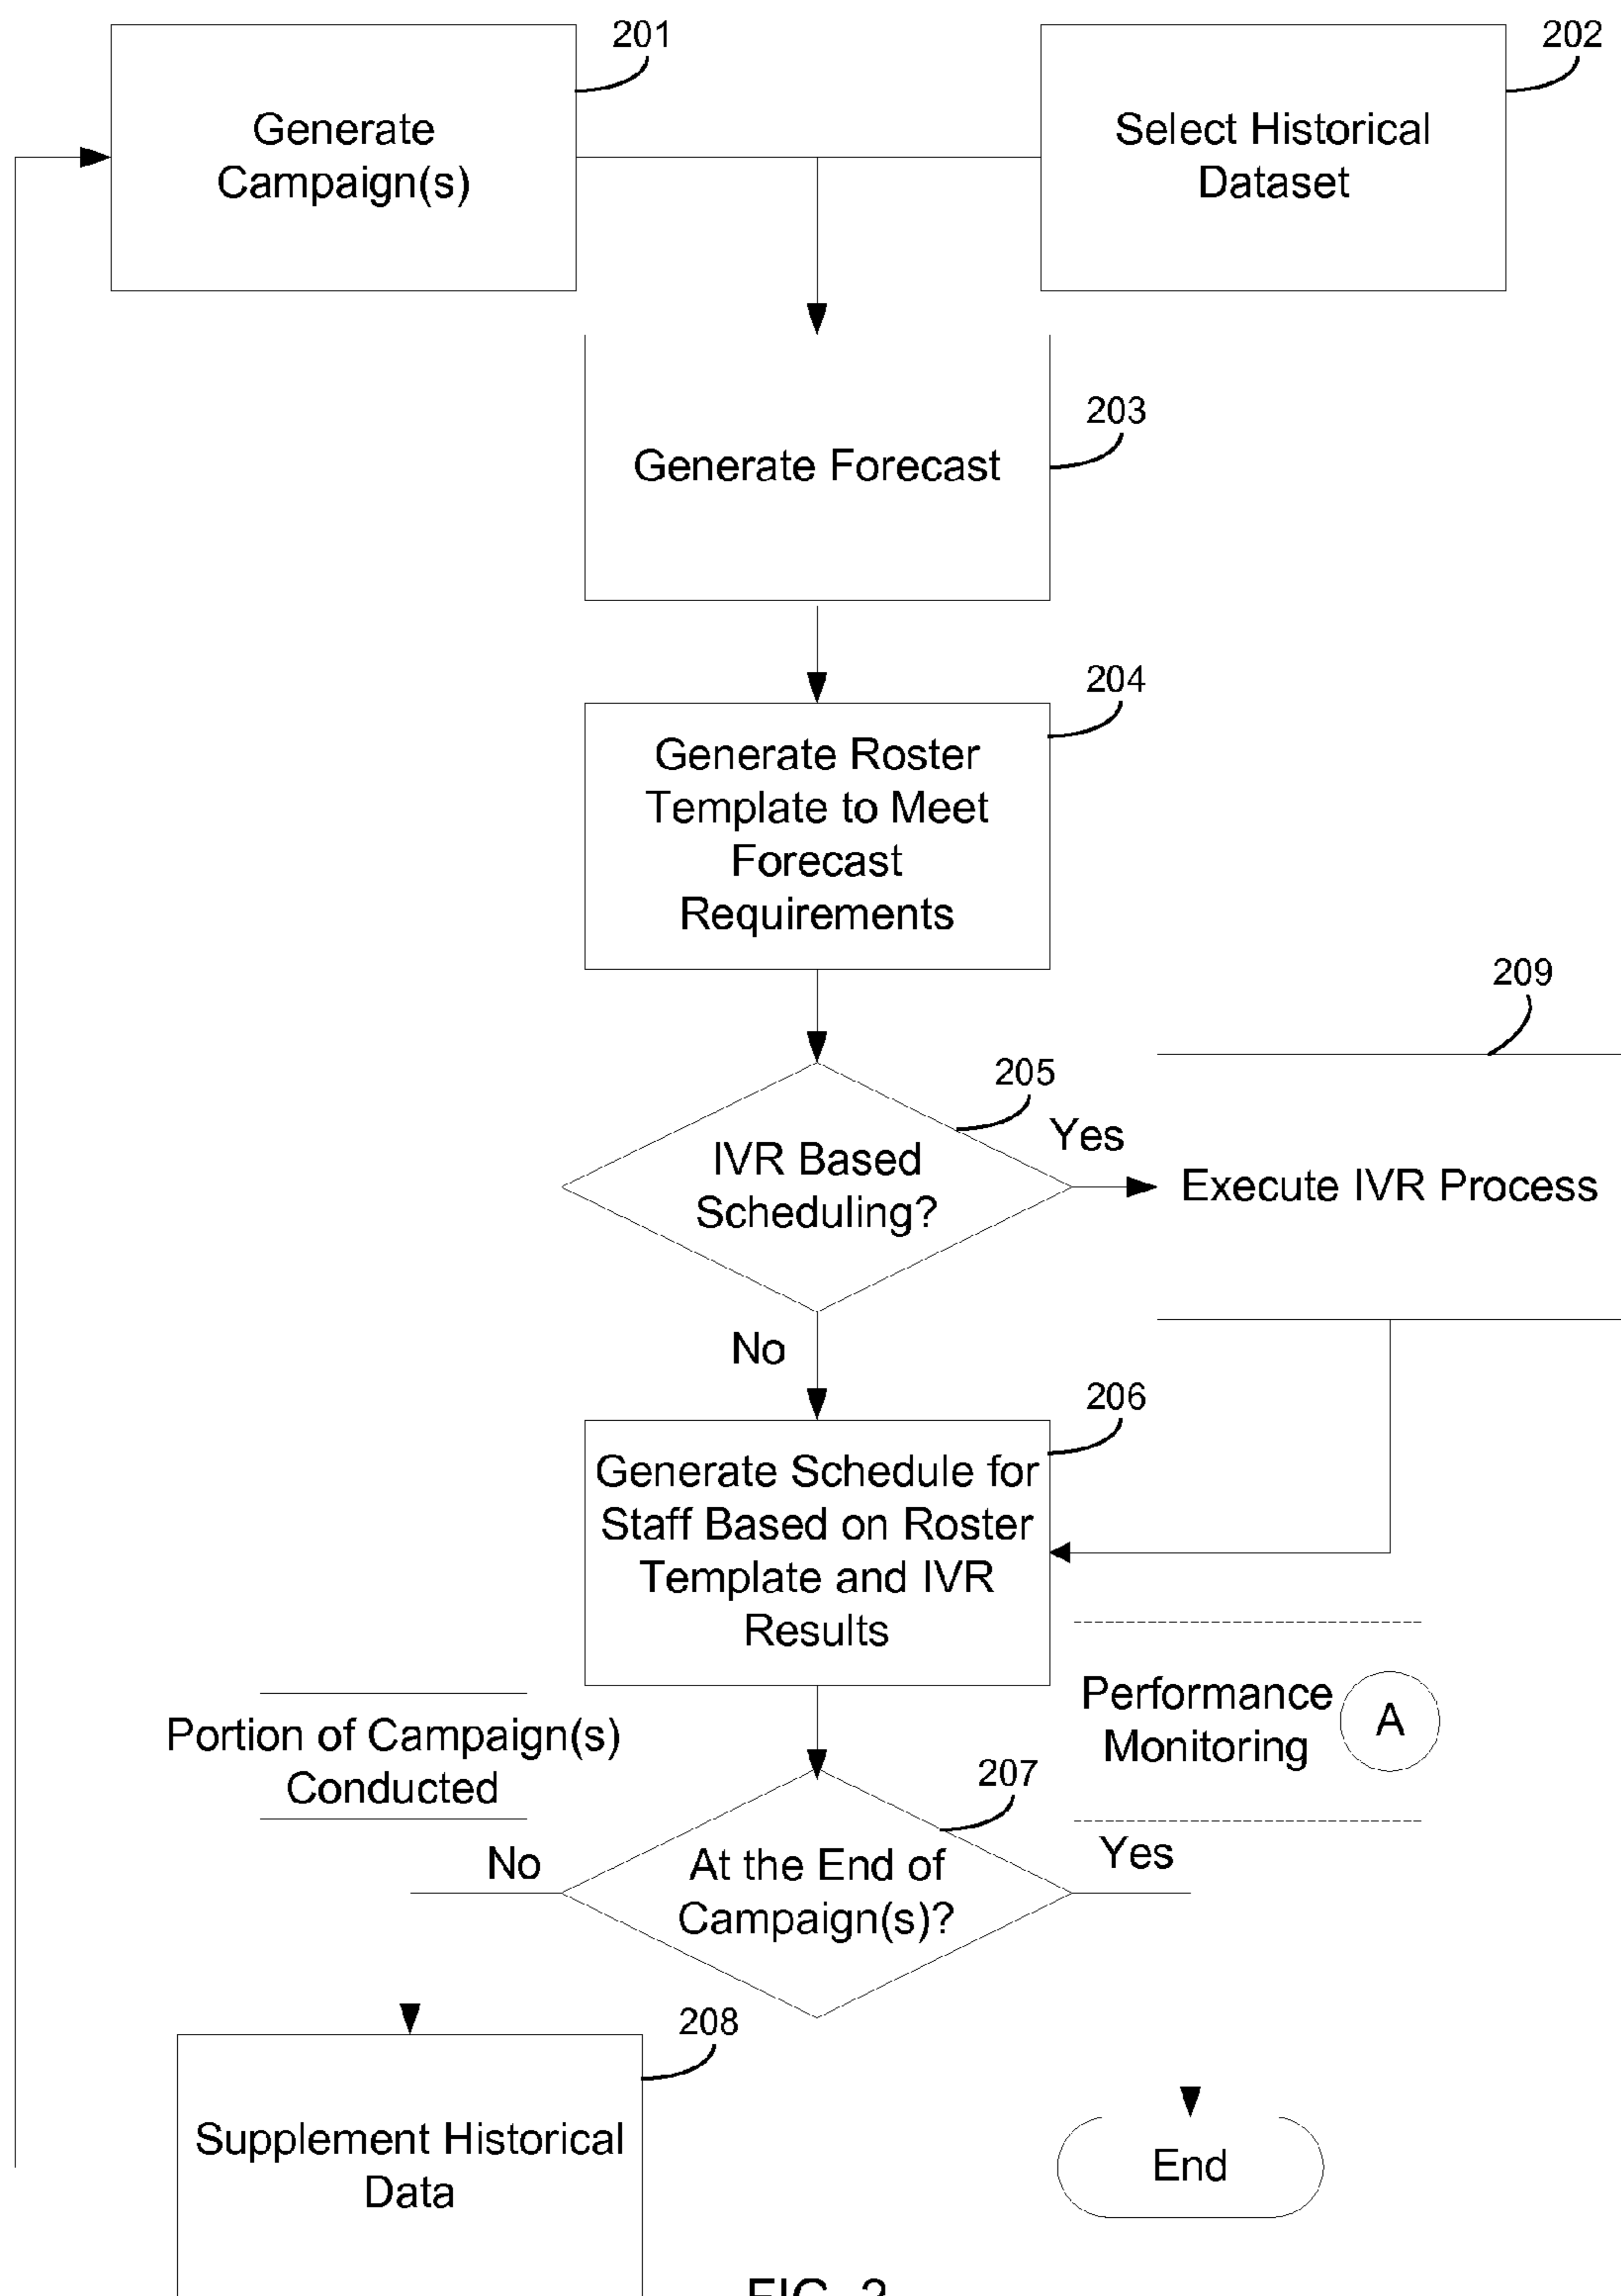 201
202
Generate
Campaign(s)
Select Historical
Dataset
203
Generate Forecast
204
Generate Roster
Template to Meet
Forecast
Requirements
209
205
Yes
IVR Based
Scheduling?
Execute IVR Process
No
206
Generate Schedule for
Staff Based on Roster
Template and IVR
Results
Performance
Monitoring
A
Portion of Campaign(s)
Conducted
207
No
Yes
At the End of
Campaign(s)?
208
Supplement Historical
Data
End
FIG. 2